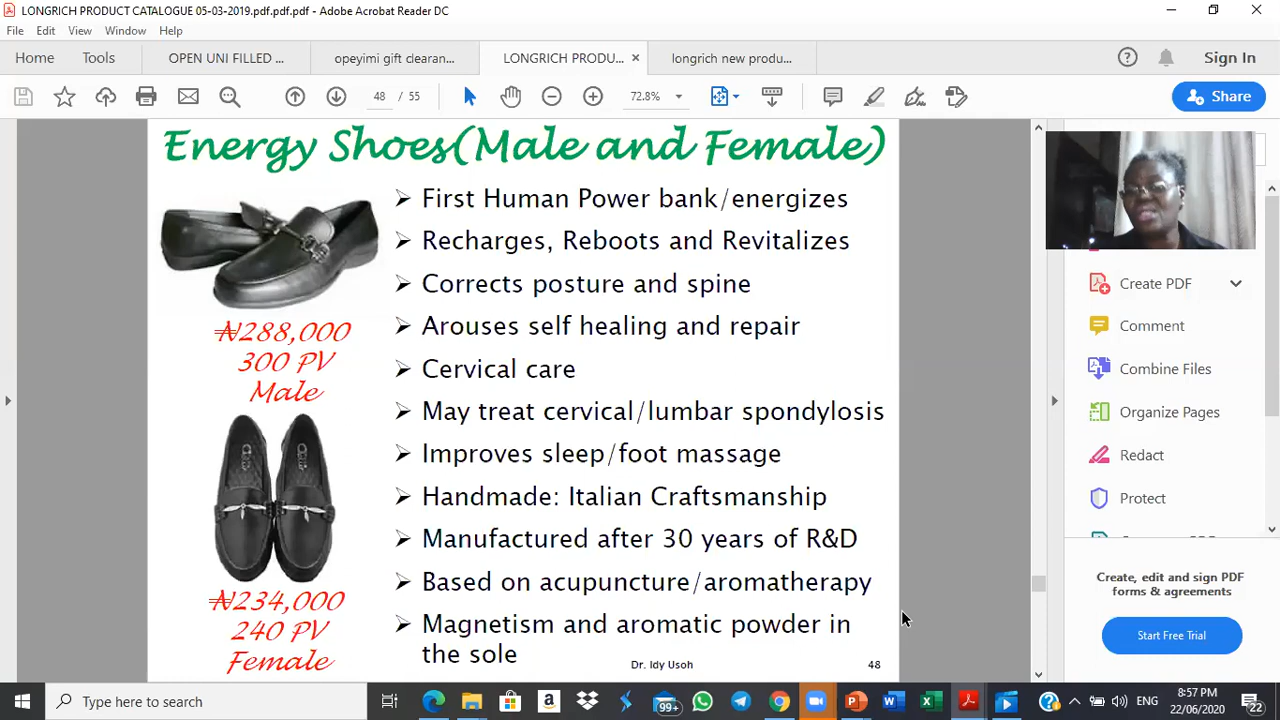 LONGRICH PRODUCT CATALOGUE 05-03-2019.pdf.pdf.pdf - Adobe Acrobat Reader DC
File Edit View Window Help
Home Tools OPEN UNI FILLED ... opeyimi gift clearan... LONGRICH PRODU... × longrich new produ... Sign In
48 / 55 72.8% Share
Energy Shoes(Male and Female)
First Human Power bank/energizes
Recharges, Reboots and Revitalizes
Corrects posture and spine
Arouses self healing and repair
Cervical care
May treat cervical/lumbar spondylosis
Improves sleep/foot massage
Handmade: Italian Craftsmanship
Manufactured after 30 years of R&D
Based on acupuncture/aromatherapy
Magnetism and aromatic powder in
the sole
₦288,000
300 PV
Male
₦234,000
240 PV
Female
Dr. Idy Usoh 48
Create PDF
Comment
Combine Files
Organize Pages
Redact
Protect
Create, edit and sign PDF
forms & agreements
Start Free Trial
Type here to search
99+
ENG
8:57 PM
22/06/2020
22